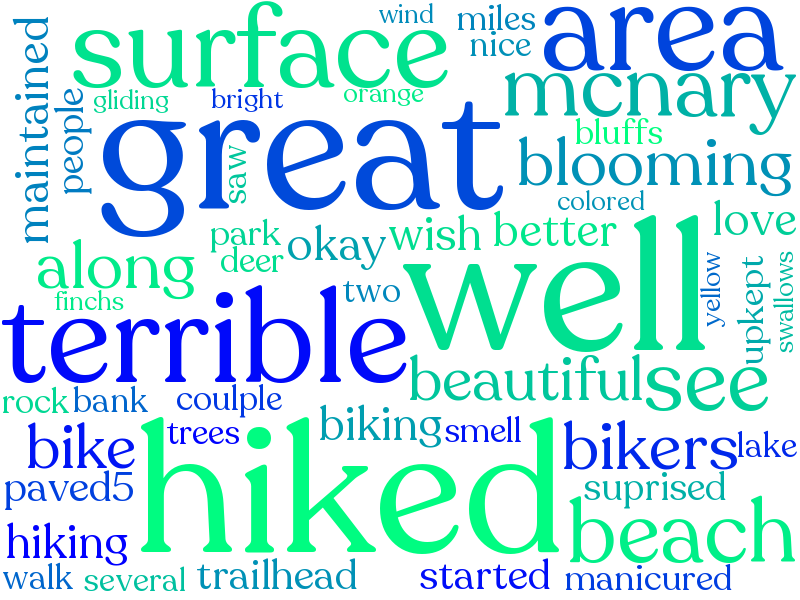 wind
miles
area
surface
nice
maintained
people
gliding
bright
orange
mcnary
great
bluffs
saw
blooming
colored
love
park
okay
wish
better
well
along
deer
yellow
upkept
swallows
finchs
two
terrible
beautiful
see
rock
bank
coulple
biking
smell
bike
trees
hiked
bikers
lake
paved5
suprised
beach
hiking
walk
several
trailhead
started
manicured